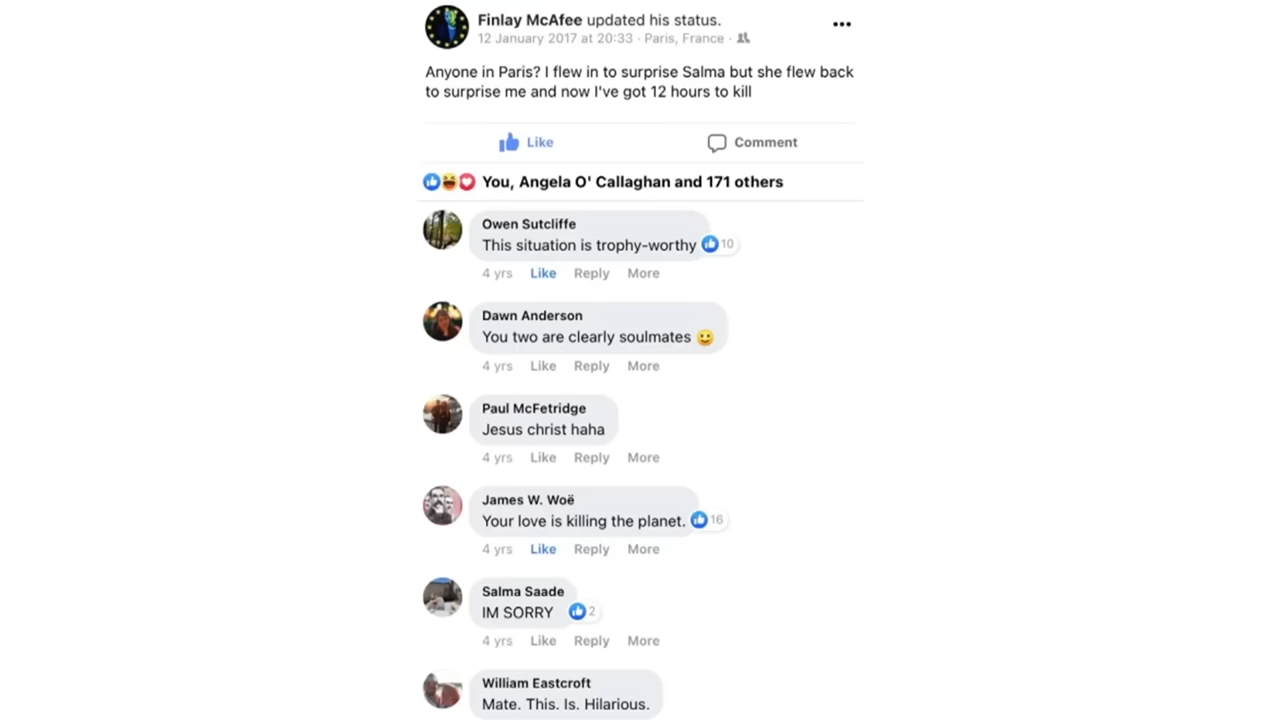 Finlay McAfee updated his status.
12 January 2017 at 20:33 · Paris, France ·
Anyone in Paris? I flew in to surprise Salma but she flew back
to surprise me and now I've got 12 hours to kill
Like Comment
You, Angela O' Callaghan and 171 others
Owen Sutcliffe
This situation is trophy-worthy 10
4 yrs Like Reply More
Dawn Anderson
You two are clearly soulmates 🙂
4 yrs Like Reply More
Paul McFetridge
Jesus christ haha
4 yrs Like Reply More
James W. Woë
Your love is killing the planet. 16
4 yrs Like Reply More
Salma Saade
IM SORRY 2
4 yrs Like Reply More
William Eastcroft
Mate. This. Is. Hilarious.